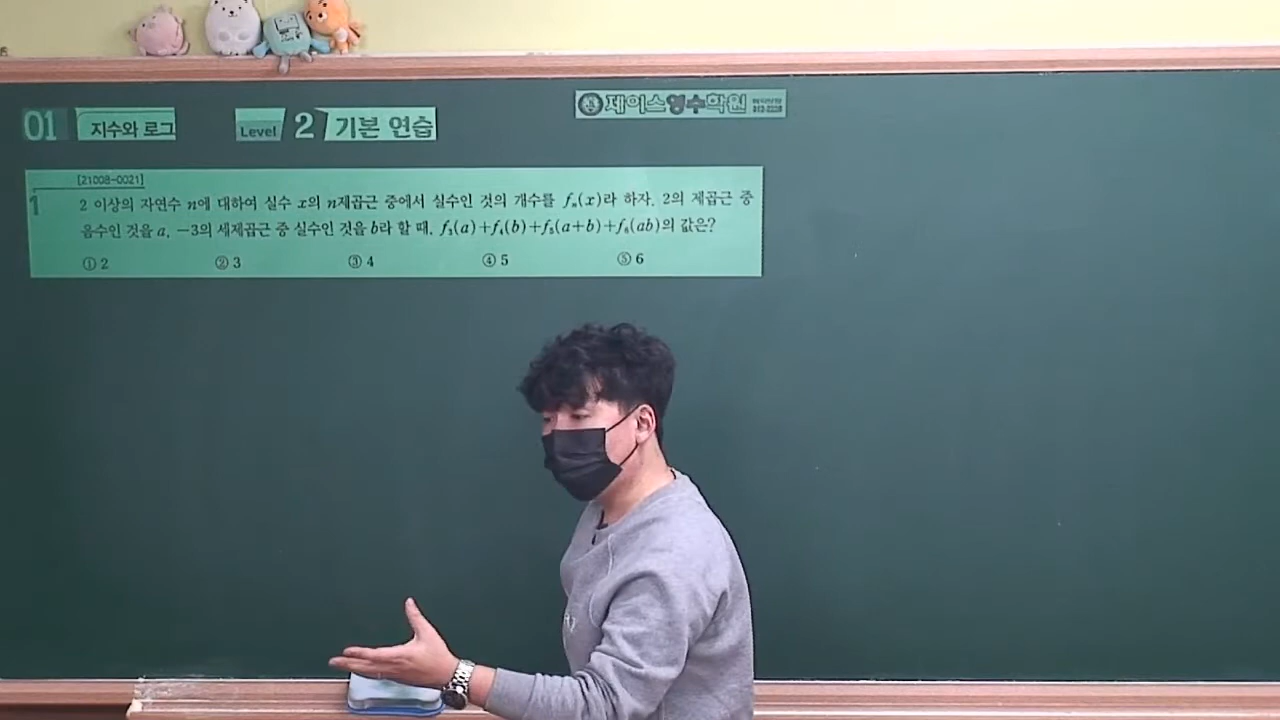 제이스영수학원
01 지수와 로그
Level 2 기본 연습
[21008-0021]
1
2 이상의 자연수 n에 대하여 실수 x의 n제곱근 중에서 실수인 것의 개수를 fₙ(x)라 하자. 2의 제곱근 중
음수인 것을 a, −3의 세제곱근 중 실수인 것을 b라 할 때, f₃(a)+f₄(b)+f₅(a+b)+f₆(ab)의 값은?
① 2 ② 3 ③ 4 ④ 5 ⑤ 6